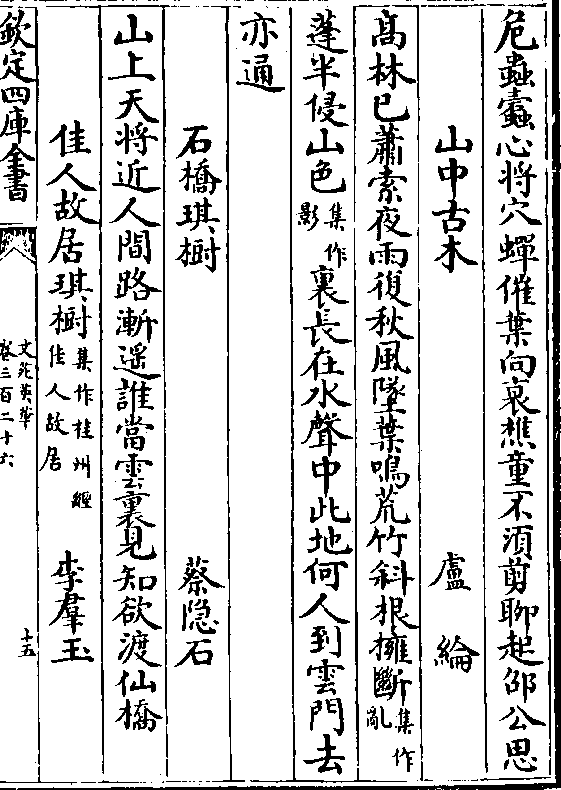 危蟲蠹心將穴蟬催葉向哀樵童不須剪聊起邵公思
山中古木 盧綸
高林已蕭索夜雨復秋風墜葉鳴荒竹斜根擁斷集作亂
蓬半侵山色集作影裏長在水聲中此地何人到雲門去
亦通
石橋琪樹 蔡隐石
山上天將近人間路漸遥誰當雲裏見知欲渡仙橋
佳人故居琪樹集作桂州經佳人故居 李羣玉
欽定四庫全書 文苑英華卷三百二十六 十五